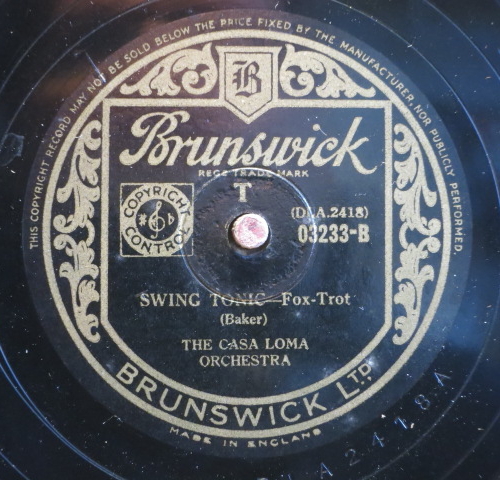 THIS COPYRIGHT RECORD MAY NOT BE SOLD BELOW THE PRICE FIXED BY THE MANUFACTURER, NOR PUBLICLY PERFORMED.
B
Brunswick
REGD TRADE MARK
T
COPYRIGHT
CONTROL
(DLA.2418)
03233-B
SWING TONIC—Fox-Trot
(Baker)
THE CASA LOMA
ORCHESTRA
BRUNSWICK LTD.
MADE IN ENGLAND
LA2418A